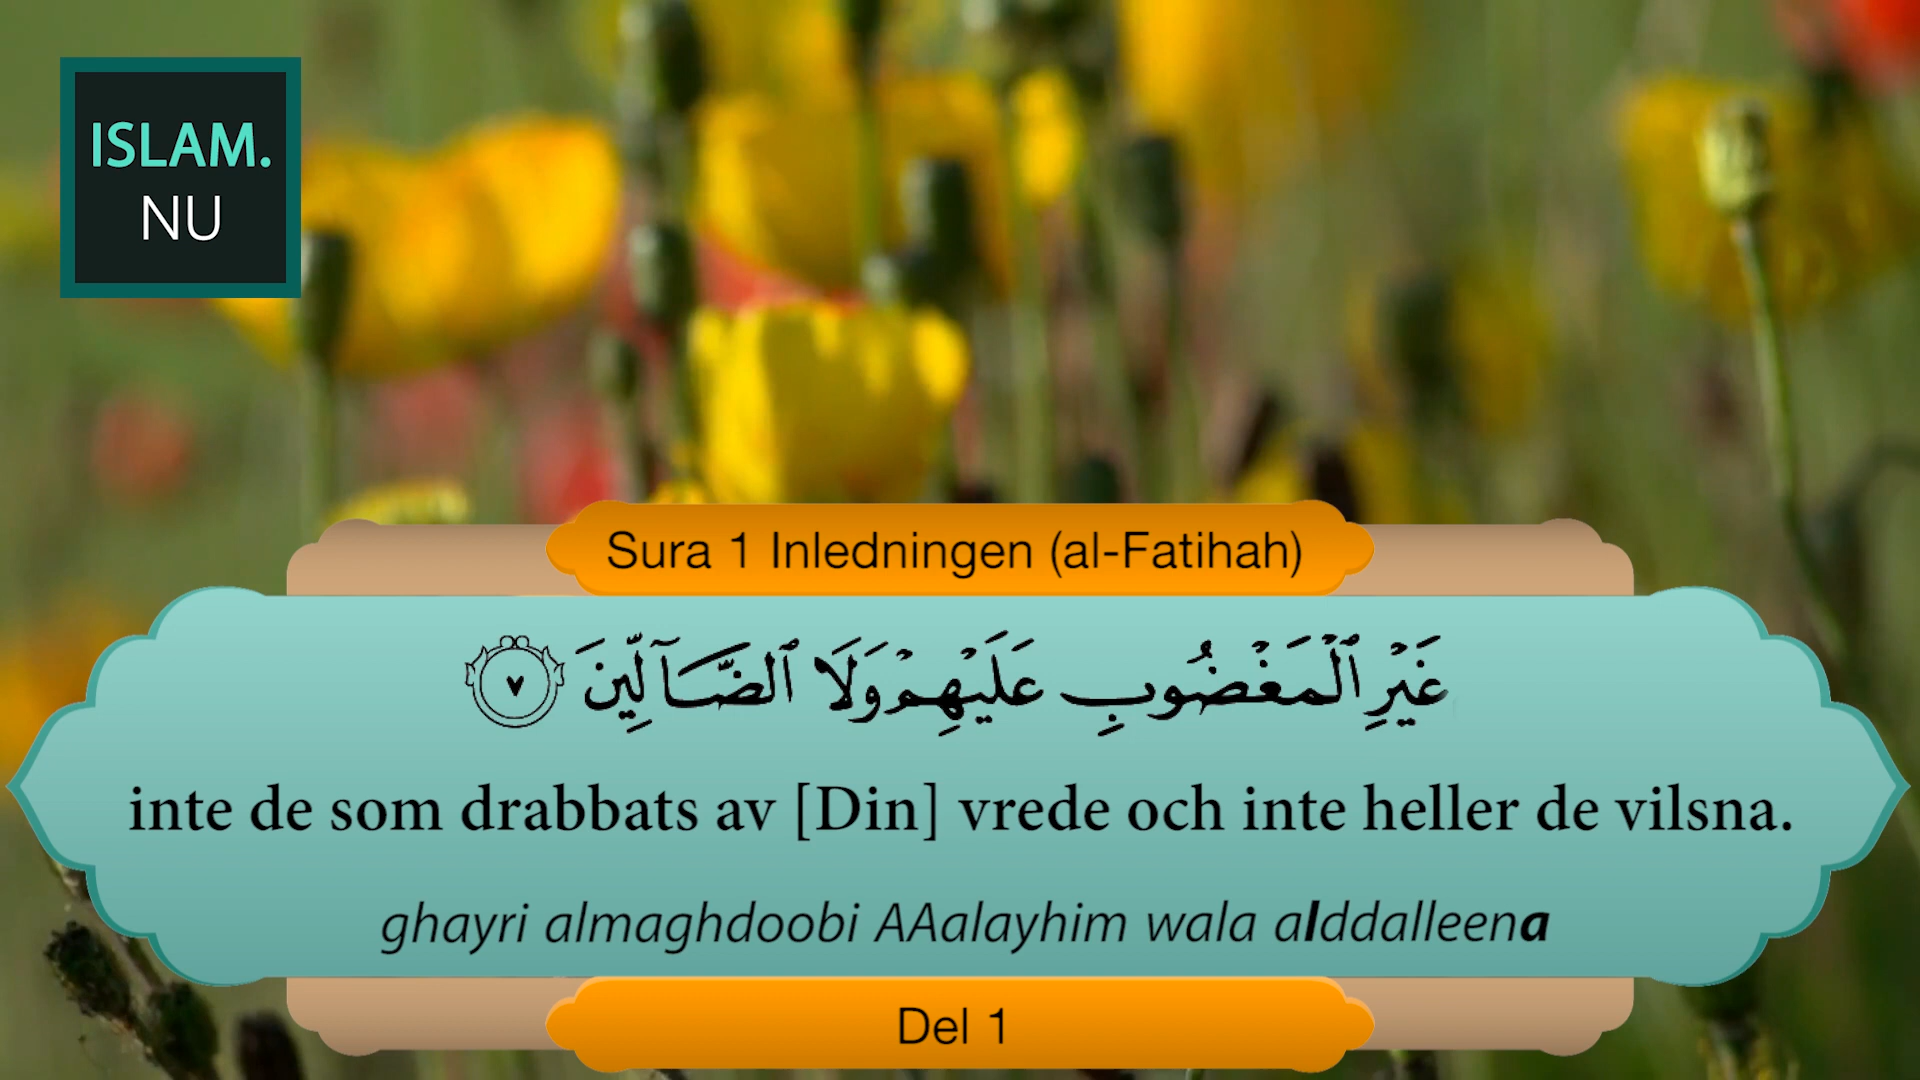 ISLAM.
NU
Sura 1 Inledningen (al-Fatihah)
غَيْرِ ٱلْمَغْضُوبِ عَلَيْهِمْ وَلَا ٱلضَّآلِّينَ ٧
inte de som drabbats av [Din] vrede och inte heller de vilsna.
ghayri almaghdoobi AAalayhim wala alddalleena
Del 1